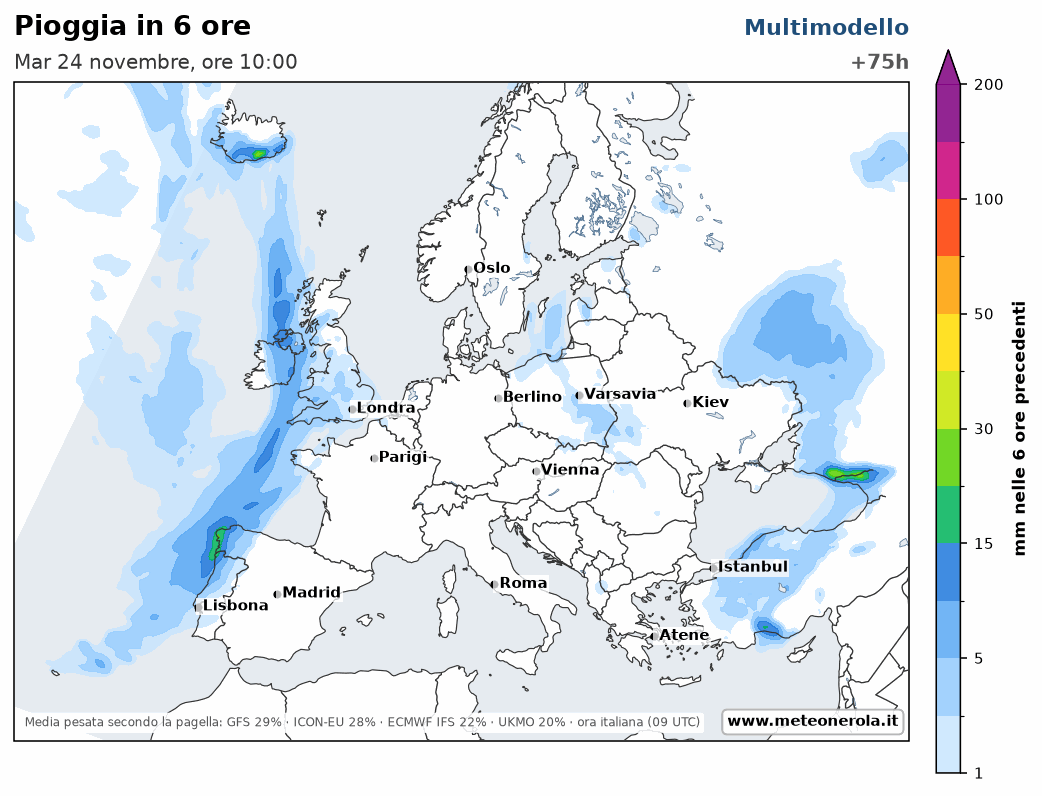 Pioggia in 6 ore
Multimodello
Mar 24 novembre, ore 10:00
+75h
200
100
50
30
15
5
1
mm nelle 6 ore precedenti
Oslo
Berlino
Varsavia
Kiev
Londra
Parigi
Vienna
Istanbul
Roma
Madrid
Lisbona
Atene
Media pesata secondo la pagella: GFS 29% · ICON-EU 28% · ECMWF IFS 22% · UKMO 20% · ora italiana (09 UTC)
www.meteonerola.it